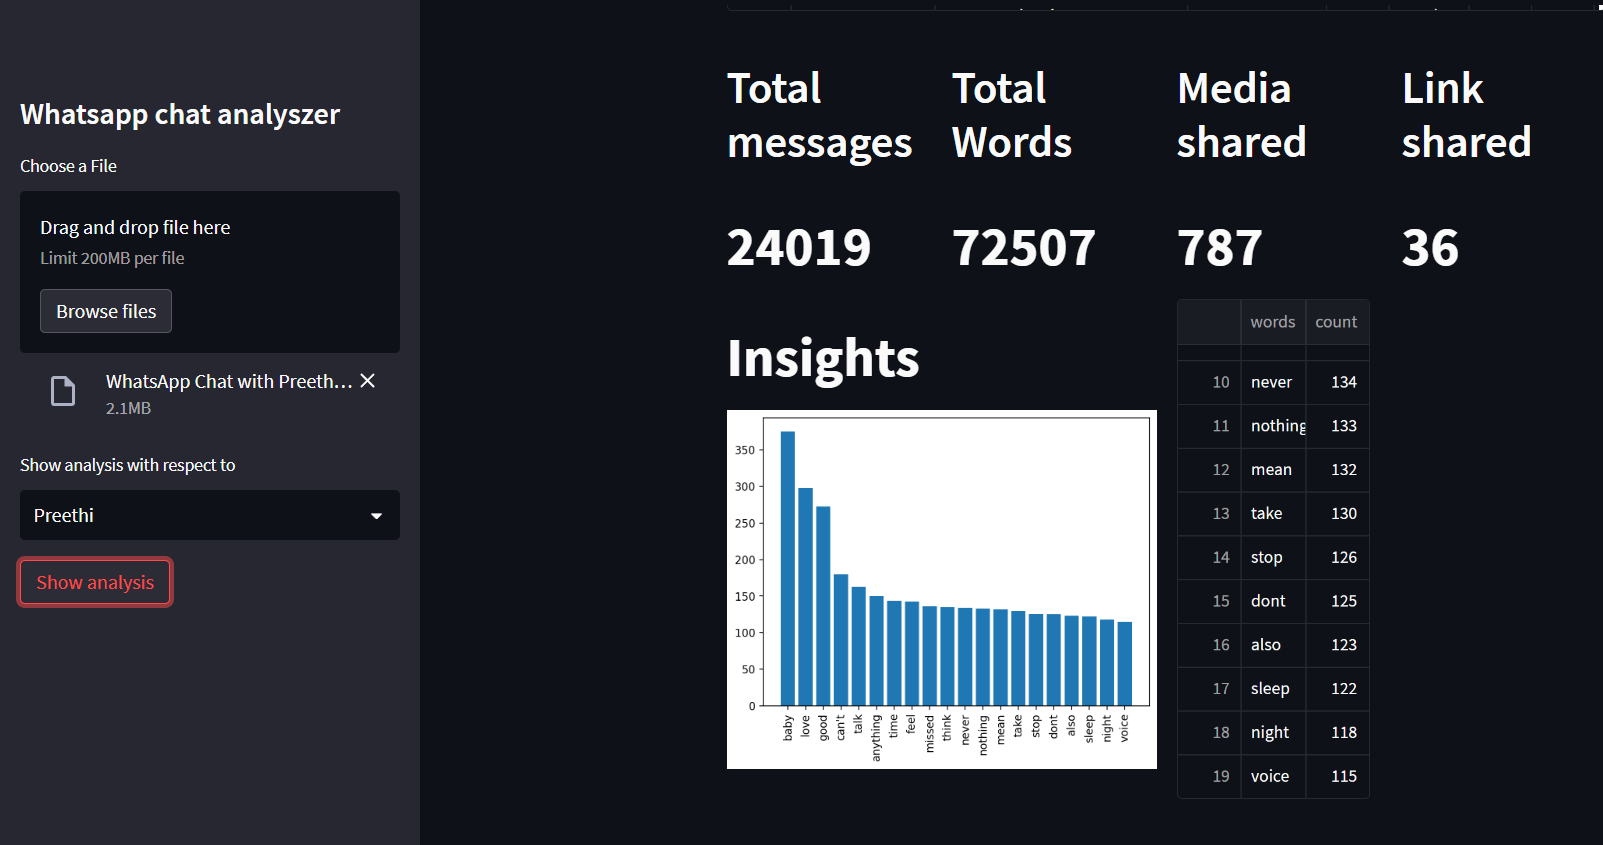 Whatsapp chat analyszer
Choose a File
Drag and drop file here
Limit 200MB per file
Browse files
WhatsApp Chat with Preeth...
2.1MB
Show analysis with respect to
Preethi
Show analysis
Total messages
Total Words
Media shared
Link shared
24019
72507
787
36
Insights
350
300
250
200
150
100
50
0
baby
love
good
can't
talk
anything
time
feel
missed
think
never
nothing
mean
take
stop
dont
also
sleep
night
voice
words count
10 never 134
11 nothing 133
12 mean 132
13 take 130
14 stop 126
15 dont 125
16 also 123
17 sleep 122
18 night 118
19 voice 115